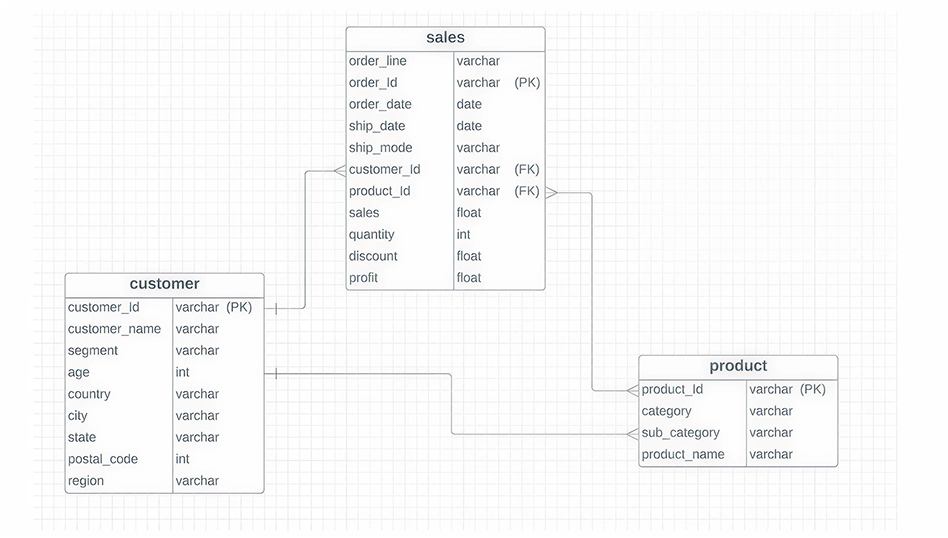 sales
order_line varchar
order_Id varchar (PK)
order_date date
ship_date date
ship_mode varchar
customer_Id varchar (FK)
product_Id varchar (FK)
sales float
quantity int
discount float
profit float
customer
customer_Id varchar (PK)
customer_name varchar
segment varchar
age int
country varchar
city varchar
state varchar
postal_code int
region varchar
product
product_Id varchar (PK)
category varchar
sub_category varchar
product_name varchar